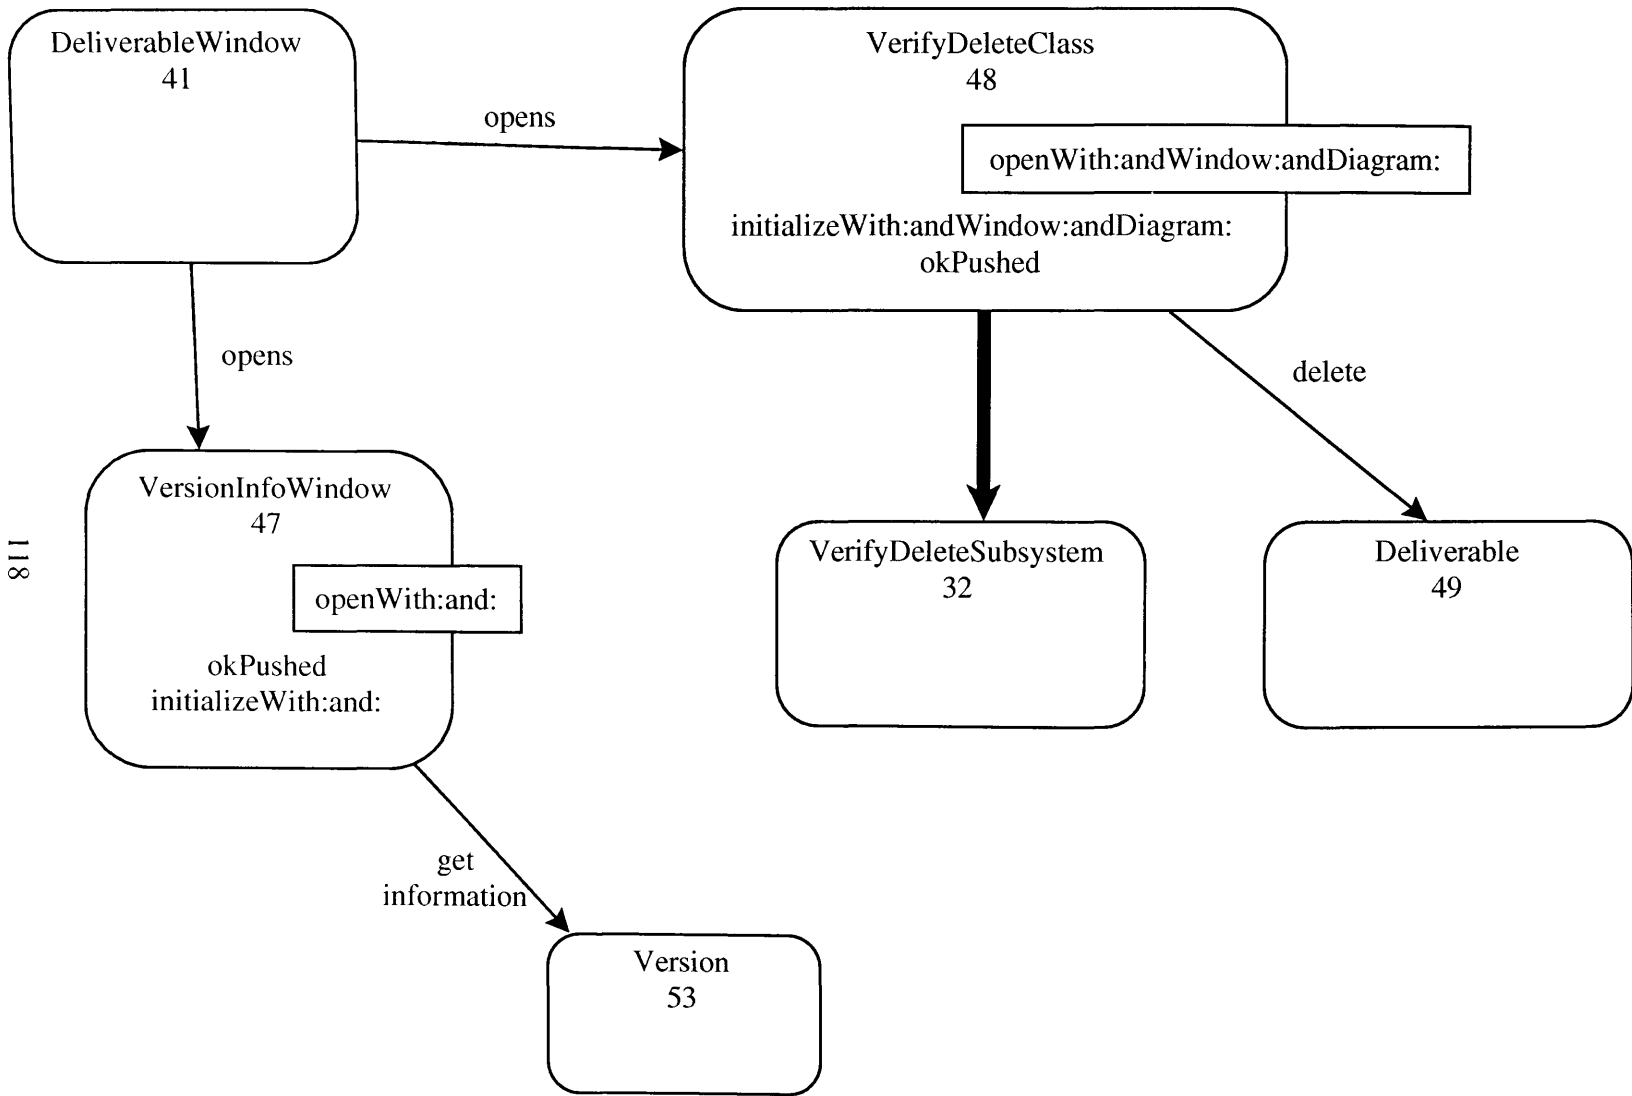 DeliverableWindow
41
opens
VerifyDeleteClass
48
openWith:andWindow:andDiagram:
initializeWith:andWindow:andDiagram:
okPushed
opens
delete
VersionInfoWindow
47
openWith:and:
okPushed
initializeWith:and:
VerifyDeleteSubsystem
32
Deliverable
49
get
information
Version
53
118